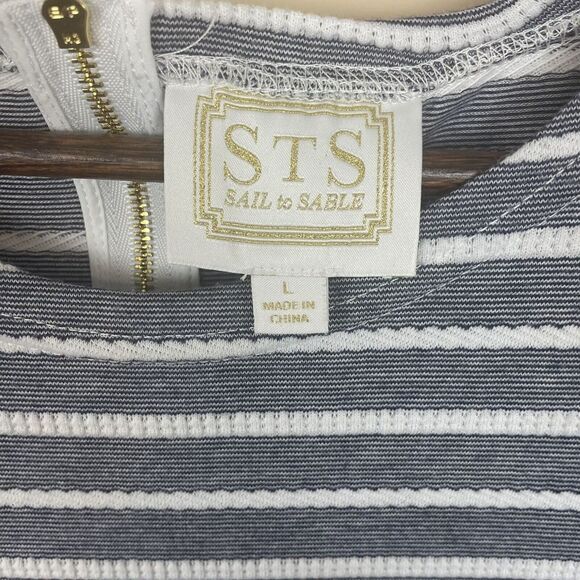 STS
SAIL to SABLE
L
MADE IN
CHINA